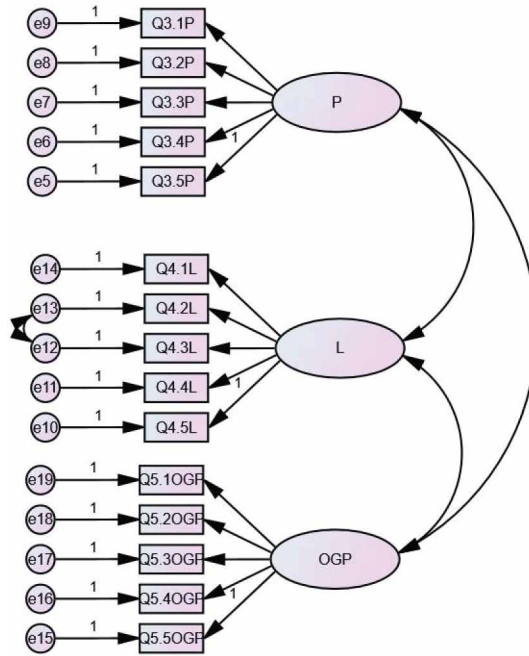 e9 1 Q3.1P
e8 1 Q3.2P
P
e7 1 Q3.3P
e6 1 Q3.4P 1
e5 1 Q3.5P
e14 1 Q4.1L
e13 1 Q4.2L
e12 1 Q4.3L
L
e11 1 Q4.4L 1
e10 1 Q4.5L
e19 1 Q5.1OGP
e18 1 Q5.2OGP
e17 1 Q5.3OGP
OGP
e16 1 Q5.4OGP 1
e15 1 Q5.5OGP